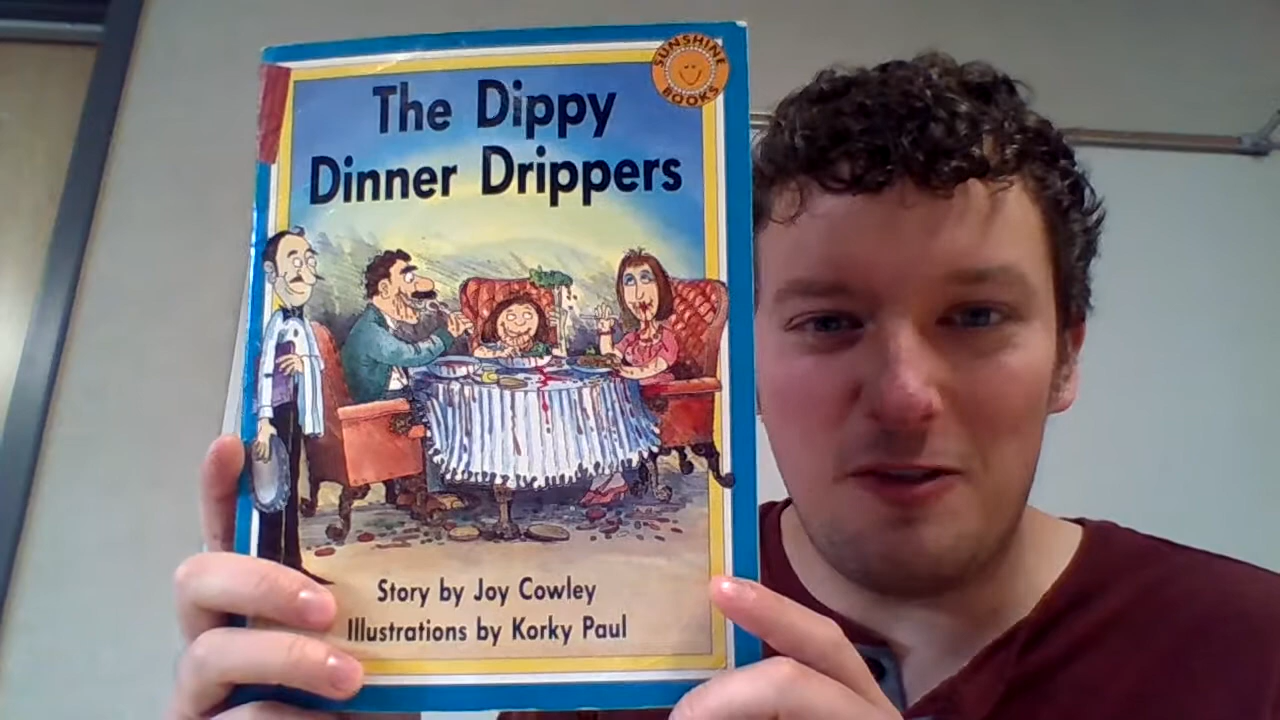 SUNSHINE
BOOKS
The Dippy
Dinner Drippers
Story by Joy Cowley
Illustrations by Korky Paul